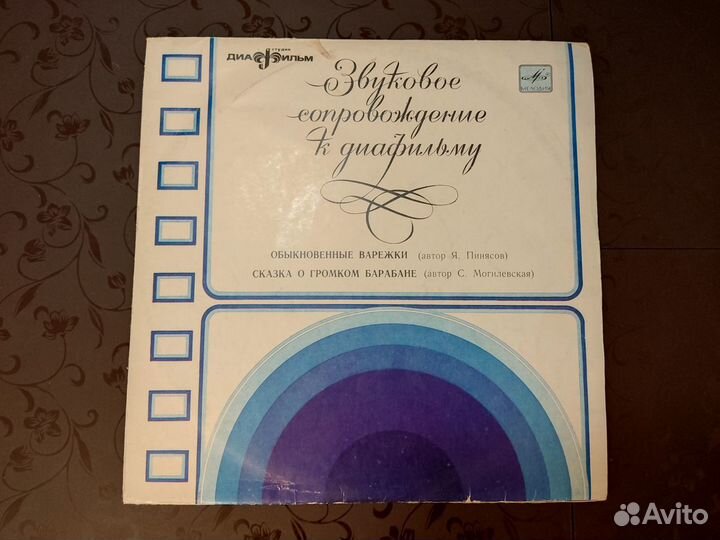 студия
ДИАФИЛЬМ
Звуковое
сопровождение
к диафильму
МЕЛОДИЯ
ОБЫКНОВЕННЫЕ ВАРЕЖКИ (автор Я. Пинясов)
СКАЗКА О ГРОМКОМ БАРАБАНЕ (автор С. Могилевская)
Avito